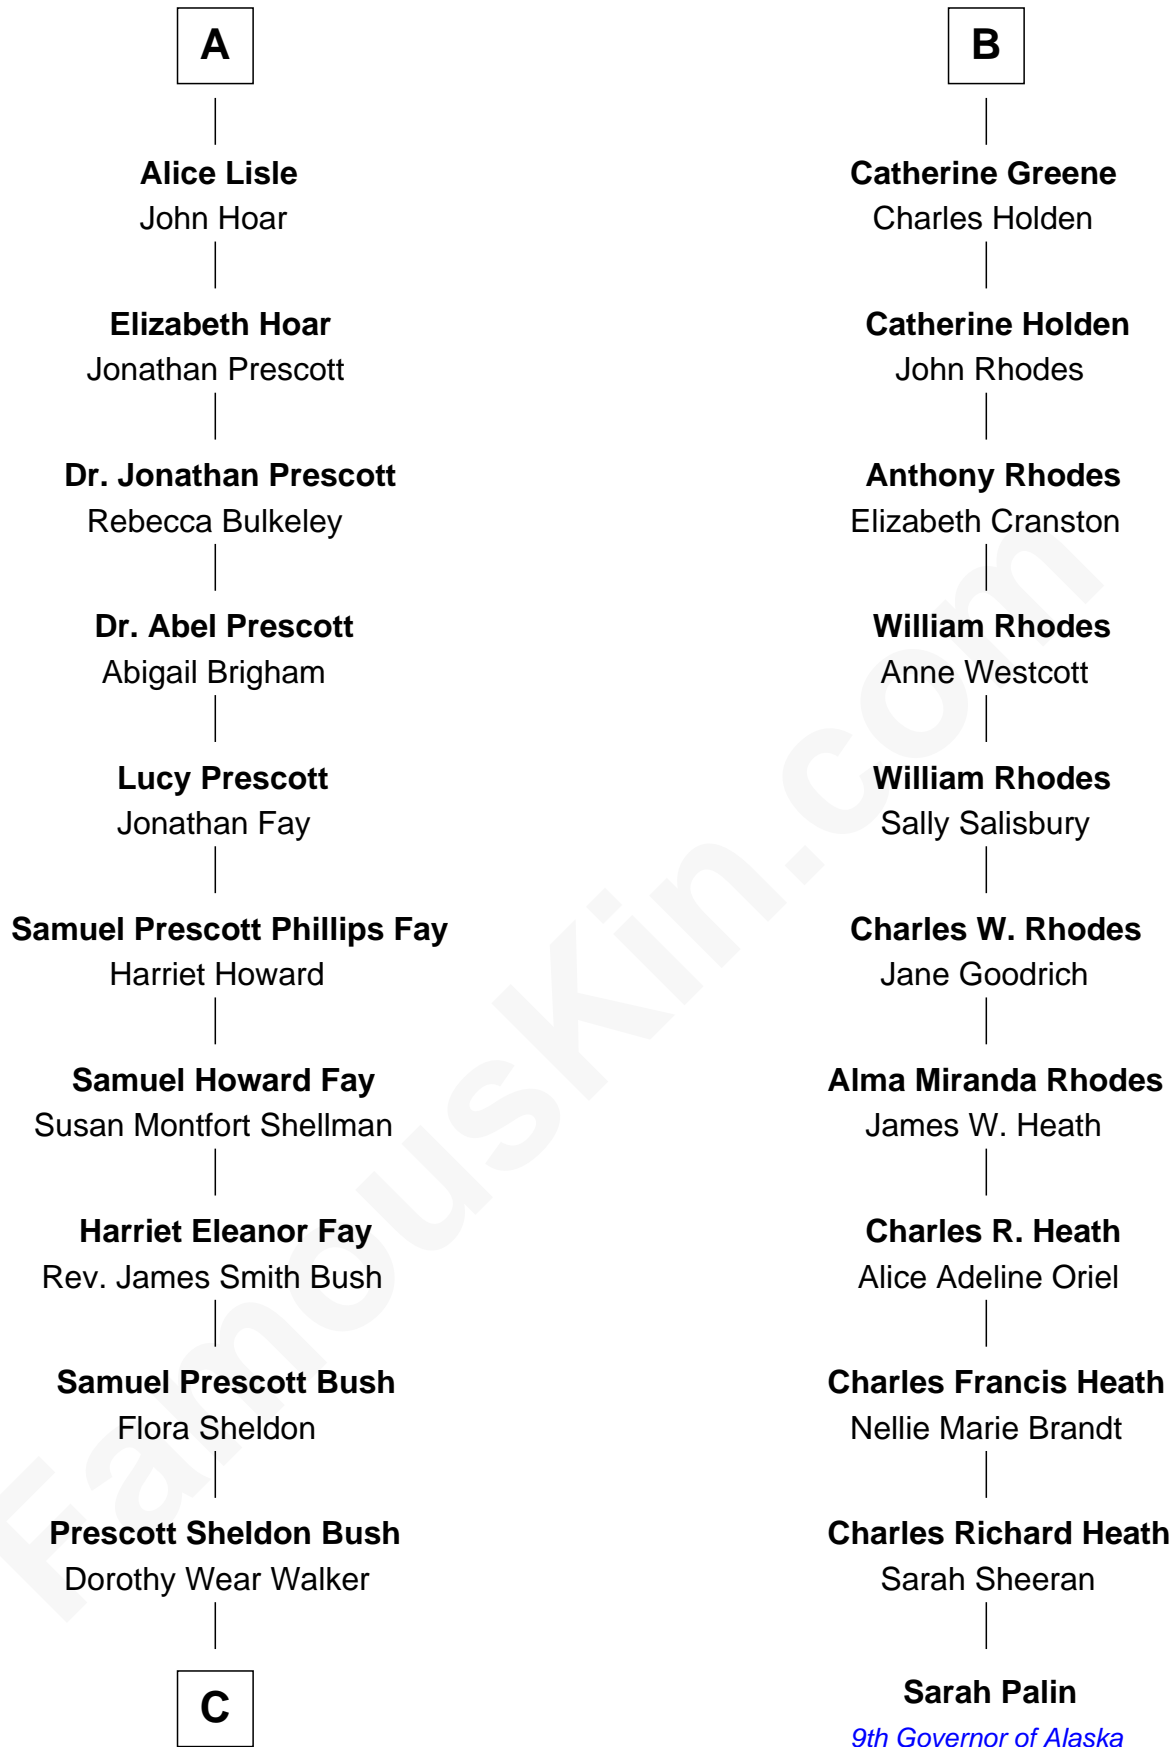 A
Alice Lisle
John Hoar
Elizabeth Hoar
Jonathan Prescott
Dr. Jonathan Prescott
Rebecca Bulkeley
Dr. Abel Prescott
Abigail Brigham
Lucy Prescott
Jonathan Fay
Samuel Prescott Phillips Fay
Harriet Howard
Samuel Howard Fay
Susan Montfort Shellman
Harriet Eleanor Fay
Rev. James Smith Bush
Samuel Prescott Bush
Flora Sheldon
Prescott Sheldon Bush
Dorothy Wear Walker
C
B
Catherine Greene
Charles Holden
Catherine Holden
John Rhodes
Anthony Rhodes
Elizabeth Cranston
William Rhodes
Anne Westcott
William Rhodes
Sally Salisbury
Charles W. Rhodes
Jane Goodrich
Alma Miranda Rhodes
James W. Heath
Charles R. Heath
Alice Adeline Oriel
Charles Francis Heath
Nellie Marie Brandt
Charles Richard Heath
Sarah Sheeran
Sarah Palin
9th Governor of Alaska
FamousKin.com